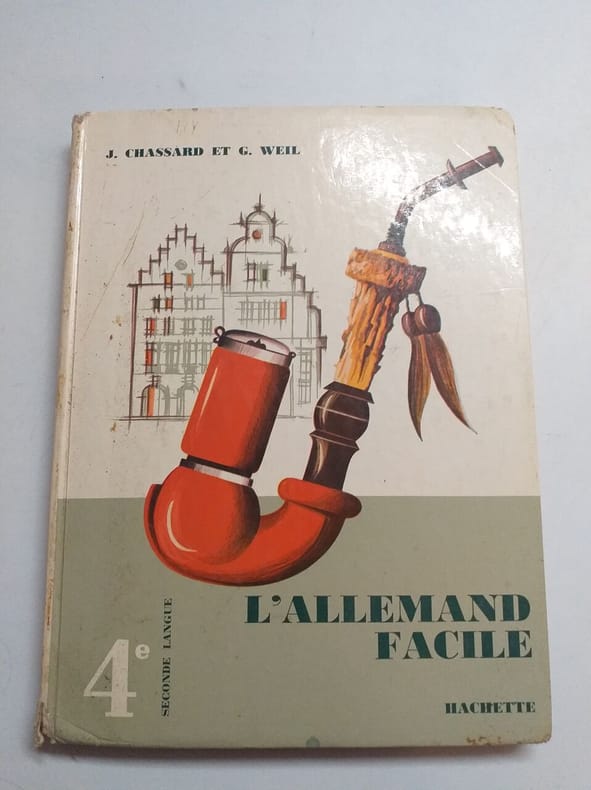 J. CHASSARD ET G. WEIL
L'ALLEMAND
FACILE
4e
SECONDE LANGUE
HACHETTE